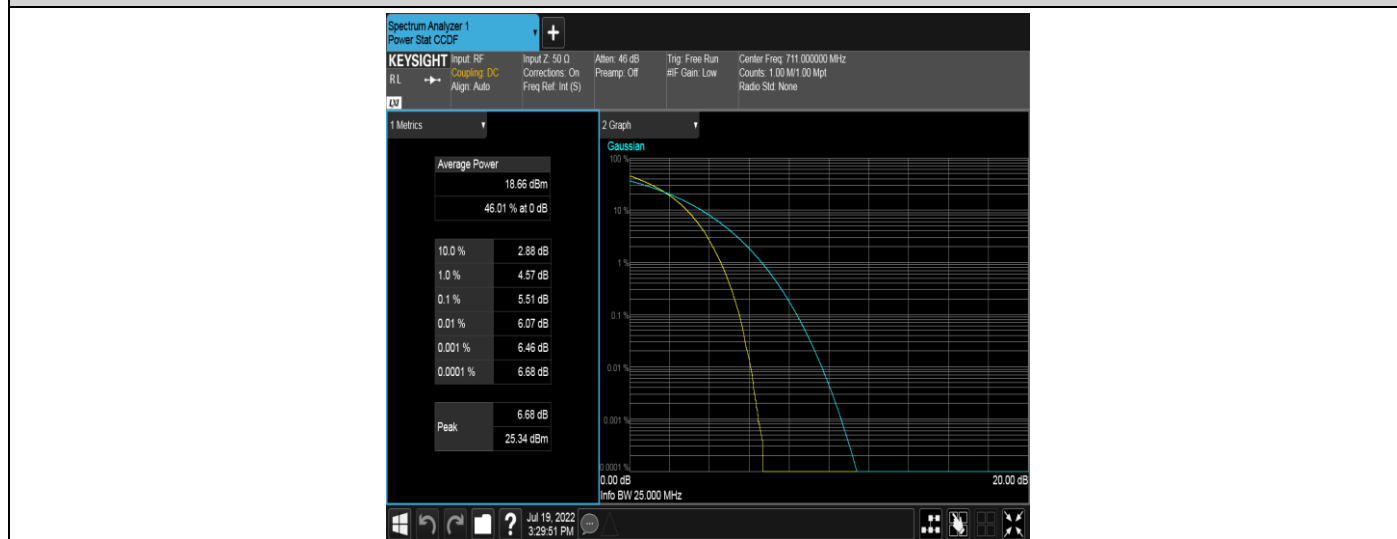 Spectrum Analyzer 1
Power Stat CCDF
+
KEYSIGHT
RL
LXI
Input: RF
Coupling: DC
Align: Auto
Input Z: 50 Ω
Corrections: On
Freq Ref: Int (S)
Atten: 46 dB
Preamp: Off
Trig: Free Run
#IF Gain: Low
Center Freq: 711.000000 MHz
Counts: 1.00 M/1.00 Mpt
Radio Std: None
1 Metrics
Average Power
18.66 dBm
46.01 % at 0 dB
10.0 % 2.88 dB
1.0 % 4.57 dB
0.1 % 5.51 dB
0.01 % 6.07 dB
0.001 % 6.46 dB
0.0001 % 6.68 dB
Peak
6.68 dB
25.34 dBm
2 Graph
Gaussian
100 %
10 %
1 %
0.1 %
0.01 %
0.001 %
0.0001 %
0.00 dB 20.00 dB
Info BW 25.000 MHz
?
Jul 19, 2022
3:29:51 PM